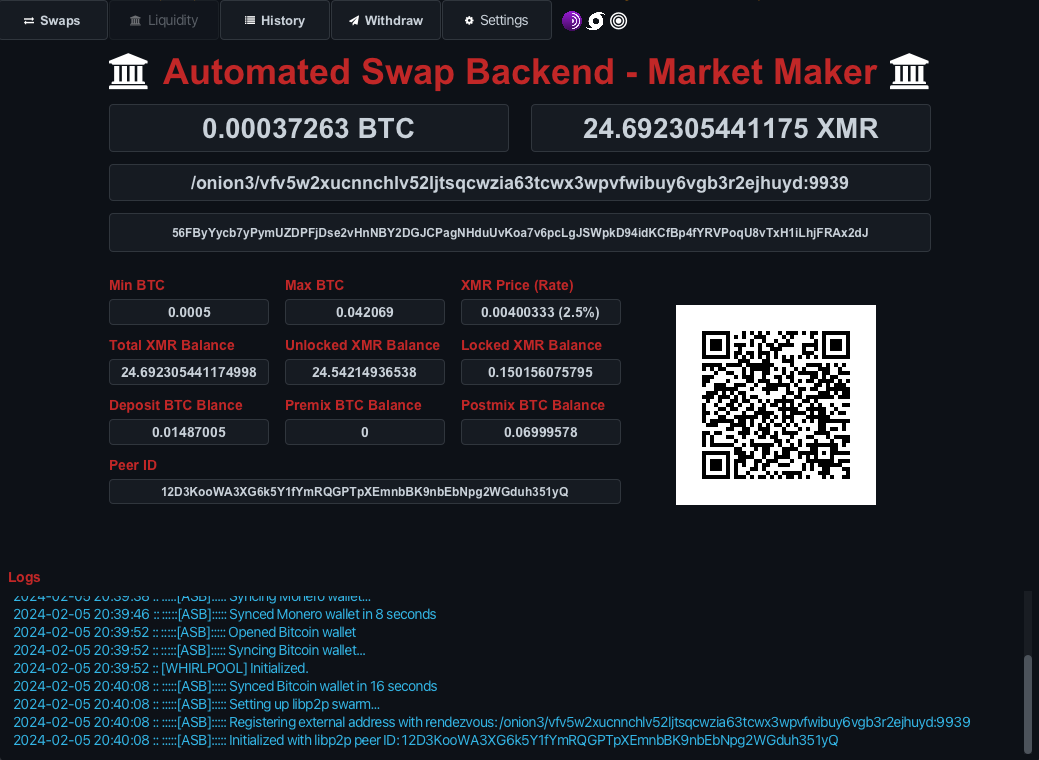 Swaps Liquidity History Withdraw Settings
Automated Swap Backend - Market Maker
0.00037263 BTC 24.692305441175 XMR
/onion3/vfv5w2xucnnchlv52ljtsqcwzia63tcwx3wpvfwibuy6vgb3r2ejhuyd:9939
56FByYycb7yPymUZDPFjDse2vHnNBY2DGJCPagNHduUvKoa7v6pcLgJSWpkD94idKCfBp4fYRVPoqU8vTxH1iLhjFRAx2dJ
Min BTC Max BTC XMR Price (Rate)
0.0005 0.042069 0.00400333 (2.5%)
Total XMR Balance Unlocked XMR Balance Locked XMR Balance
24.692305441174998 24.54214936538 0.150156075795
Deposit BTC Blance Premix BTC Balance Postmix BTC Balance
0.01487005 0 0.06999578
Peer ID
12D3KooWA3XG6k5Y1fYmRQGPTpXEmnbBK9nbEbNpg2WGduh351yQ
Logs
2024-02-05 20:39:38 :: :::::[ASB]::::: Syncing Monero wallet...
2024-02-05 20:39:46 :: :::::[ASB]::::: Synced Monero wallet in 8 seconds
2024-02-05 20:39:52 :: :::::[ASB]::::: Opened Bitcoin wallet
2024-02-05 20:39:52 :: :::::[ASB]::::: Syncing Bitcoin wallet...
2024-02-05 20:39:52 :: [WHIRLPOOL] Initialized.
2024-02-05 20:40:08 :: :::::[ASB]::::: Synced Bitcoin wallet in 16 seconds
2024-02-05 20:40:08 :: :::::[ASB]::::: Setting up libp2p swarm...
2024-02-05 20:40:08 :: :::::[ASB]::::: Registering external address with rendezvous: /onion3/vfv5w2xucnnchlv52ljtsqcwzia63tcwx3wpvfwibuy6vgb3r2ejhuyd:9939
2024-02-05 20:40:08 :: :::::[ASB]::::: Initialized with libp2p peer ID: 12D3KooWA3XG6k5Y1fYmRQGPTpXEmnbBK9nbEbNpg2WGduh351yQ